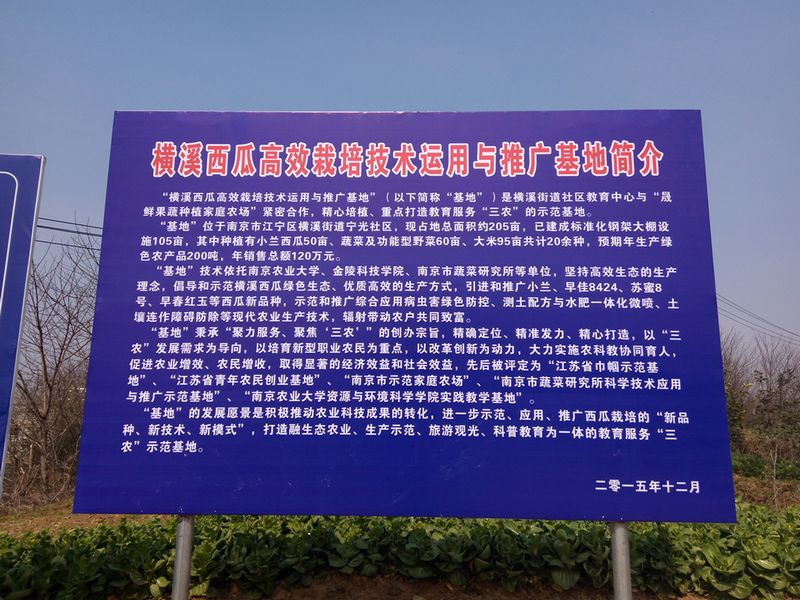 横溪西瓜高效栽培技术运用与推广基地简介
“横溪西瓜高效栽培技术运用与推广基地”（以下简称“基地”）是横溪街道社区教育中心与“晟
鲜果蔬种植家庭农场”紧密合作，精心培植、重点打造教育服务“三农”的示范基地。
“基地”位于南京市江宁区横溪街道宁光社区，现占地总面积约205亩，已建成标准化钢架大棚设
施105亩，其中种植有小兰西瓜50亩、蔬菜及功能型野菜60亩、大米95亩共计20余种，预期年生产绿
色农产品200吨，年销售总额120万元。
“基地”技术依托南京农业大学、金陵科技学院、南京市蔬菜研究所等单位，坚持高效生态的生产
理念，倡导和示范横溪西瓜绿色生态、优质高效的生产方式，引进和推广小兰、早佳8424、苏蜜8
号、早春红玉等西瓜新品种，示范和推广综合应用病虫害绿色防控、测土配方与水肥一体化微喷、土
壤连作障碍防除等现代农业生产技术，辐射带动农户共同致富。
“基地”秉承“聚力服务、聚焦‘三农’”的创办宗旨，精确定位、精准发力、精心打造，以“三
农”发展需求为导向，以培育新型职业农民为重点，以改革创新为动力，大力实施农科教协同育人，
促进农业增效、农民增收，取得显著的经济效益和社会效益，先后被评定为“江苏省巾帼示范基
地”、“江苏省青年农民创业基地”、“南京市示范家庭农场”、“南京市蔬菜研究所科学技术应用
与推广示范基地”、“南京农业大学资源与环境科学学院实践教学基地”。
“基地”的发展愿景是积极推动农业科技成果的转化，进一步示范、应用、推广西瓜栽培的“新品
种、新技术、新模式”，打造融生态农业、生产示范、旅游观光、科普教育为一体的教育服务“三
农”示范基地。
二零一五年十二月